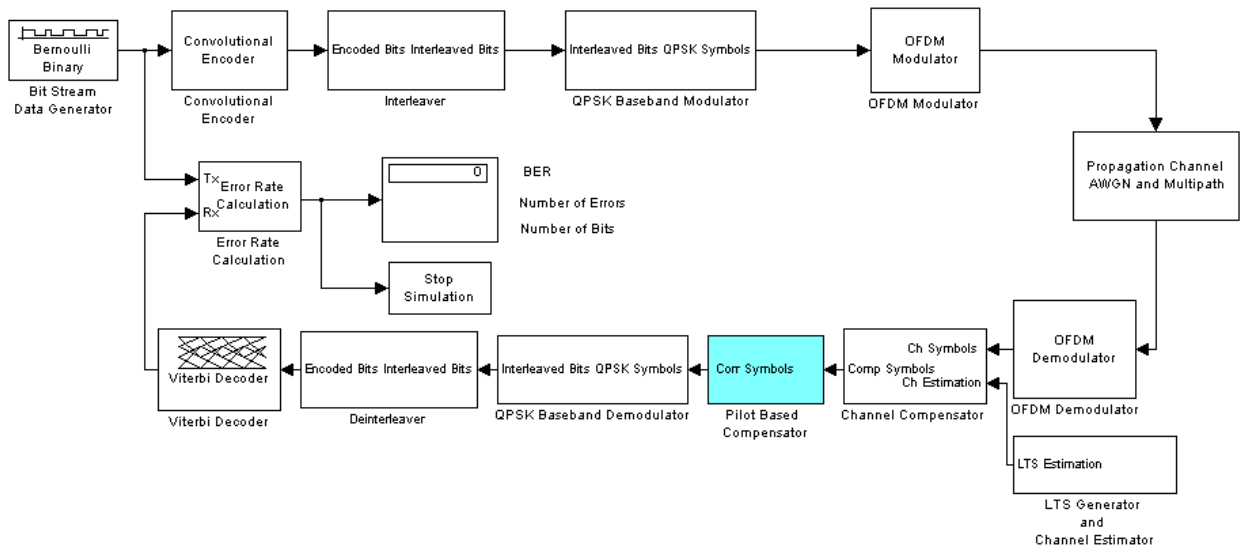 Bernoulli
Binary
Bit Stream
Data Generator
Convolutional
Encoder
Convolutional
Encoder
Encoded Bits Interleaved Bits
Interleaver
Interleaved Bits QPSK Symbols
QPSK Baseband Modulator
OFDM
Modulator
OFDM Modulator
Propagation Channel
AWGN and Multipath
Tx
Rx
Error Rate
Calculation
Error Rate
Calculation
0
BER
Number of Errors
Number of Bits
Stop
Simulation
Viterbi Decoder
Viterbi Decoder
Encoded Bits Interleaved Bits
Deinterleaver
Interleaved Bits QPSK Symbols
QPSK Baseband Demodulator
Corr Symbols
Pilot Based
Compensator
Ch Symbols
Comp Symbols
Ch Estimation
Channel Compensator
OFDM
Demodulator
OFDM Demodulator
LTS Estimation
LTS Generator
and
Channel Estimator